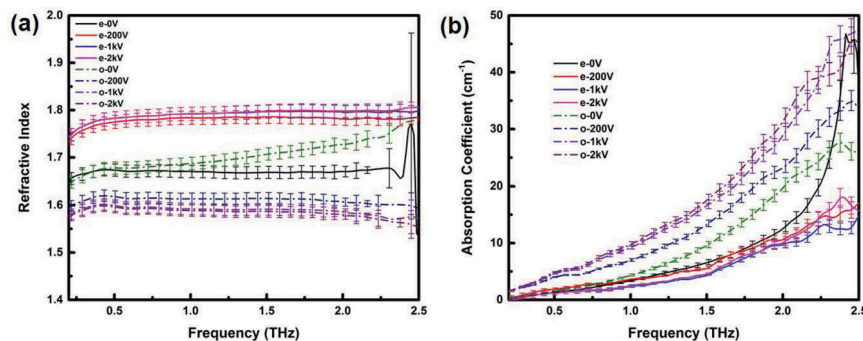 (a)
e-0V
e-200V
e-1kV
e-2kV
o-0V
o-200V
o-1kV
o-2kV
2.0
1.9
1.8
1.7
1.6
1.5
1.4
1.3
0.5
1.0
1.5
2.0
2.5
Refractive Index
Frequency (THz)
(b)
e-0V
e-200V
e-1kV
e-2kV
o-0V
o-200V
o-1kV
o-2kV
50
40
30
20
10
0
0.5
1.0
1.5
2.0
2.5
Absorption Coefficient (cm⁻¹)
Frequency (THz)